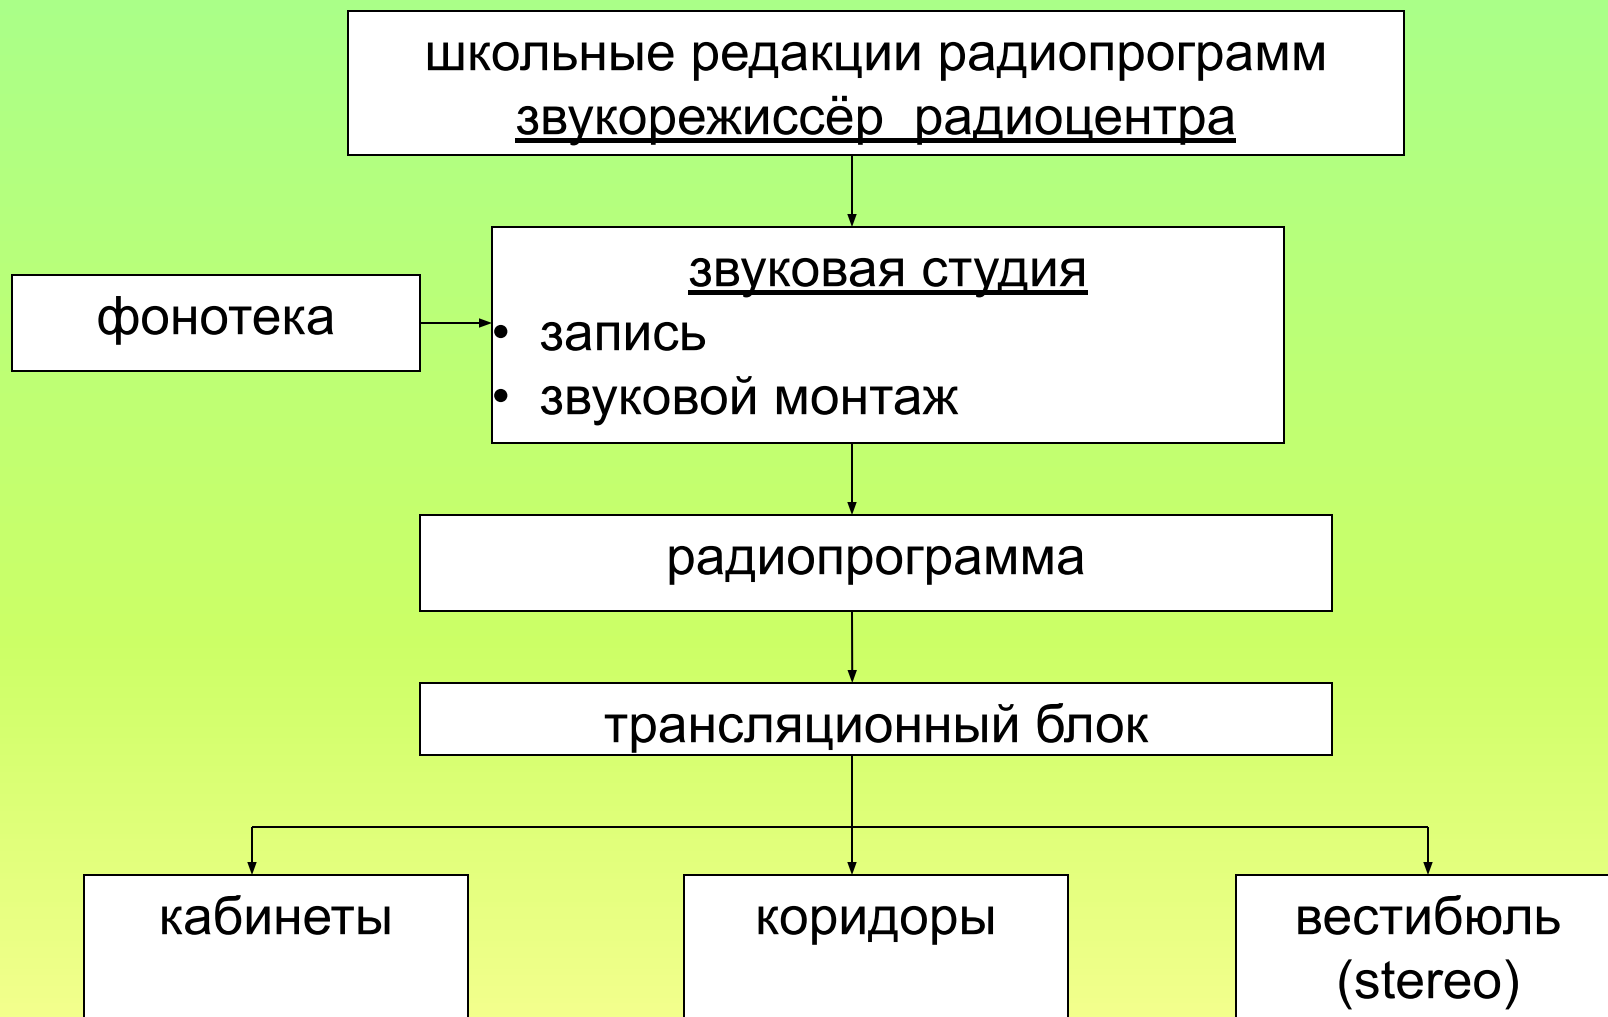 школьные редакции радиопрограмм
звукорежиссёр радиоцентра
фонотека
звуковая студия
• запись
• звуковой монтаж
радиопрограмма
трансляционный блок
кабинеты
коридоры
вестибюль
(stereo)